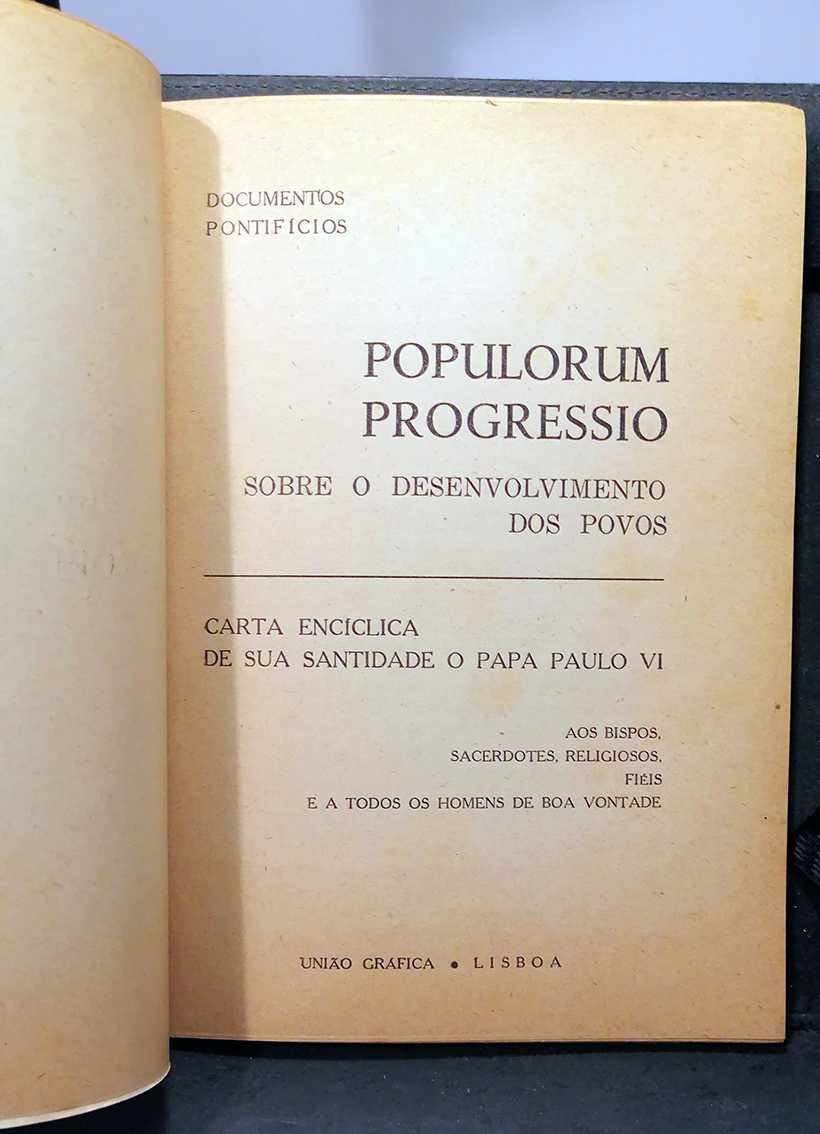 DOCUMENTOS
PONTIFÍCIOS
POPULORUM
PROGRESSIO
SOBRE O DESENVOLVIMENTO
DOS POVOS
CARTA ENCÍCLICA
DE SUA SANTIDADE O PAPA PAULO VI
AOS BISPOS,
SACERDOTES, RELIGIOSOS,
FIÉIS
E A TODOS OS HOMENS DE BOA VONTADE
UNIÃO GRÁFICA • LISBOA